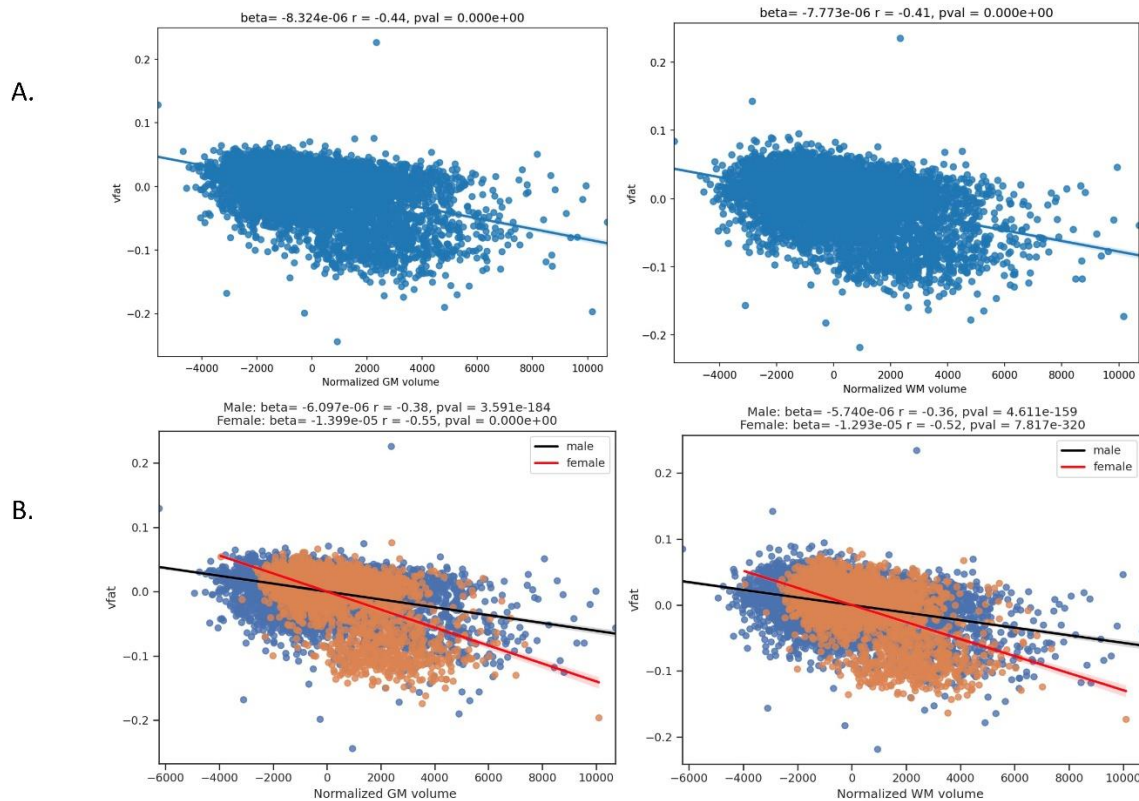 A.
beta= -8.324e-06 r = -0.44, pval = 0.000e+00
0.2
0.1
0.0
−0.1
−0.2
vfat
−4000 −2000 0 2000 4000 6000 8000 10000
Normalized GM volume
beta= -7.773e-06 r = -0.41, pval = 0.000e+00
0.2
0.1
0.0
−0.1
−0.2
vfat
−4000 −2000 0 2000 4000 6000 8000 10000
Normalized WM volume
B.
Male: beta= -6.097e-06 r = -0.38, pval = 3.591e-184
Female: beta= -1.399e-05 r = -0.55, pval = 0.000e+00
male
female
0.2
0.1
0.0
−0.1
−0.2
vfat
−6000 −4000 −2000 0 2000 4000 6000 8000 10000
Normalized GM volume
Male: beta= -5.740e-06 r = -0.36, pval = 4.611e-159
Female: beta= -1.293e-05 r = -0.52, pval = 7.817e-320
male
female
0.2
0.1
0.0
−0.1
−0.2
vfat
−6000 −4000 −2000 0 2000 4000 6000 8000 10000
Normalized WM volume